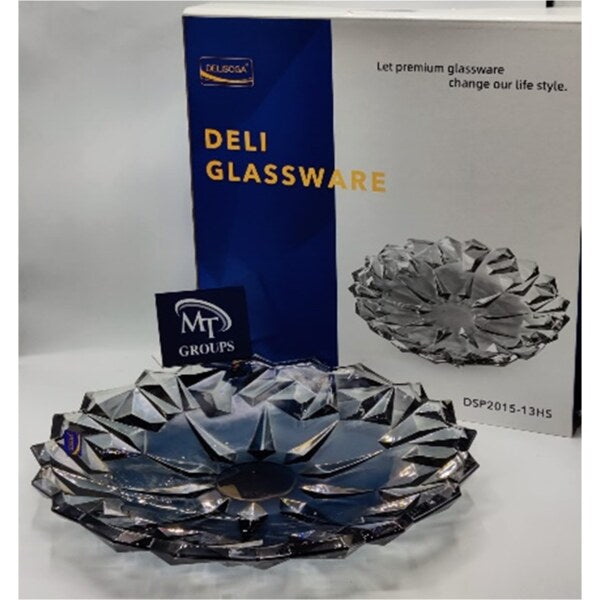 DELISOGA®
Let premium glassware
change our life style.
DELI
GLASSWARE
MT
GROUPS
DSP2015-13HS